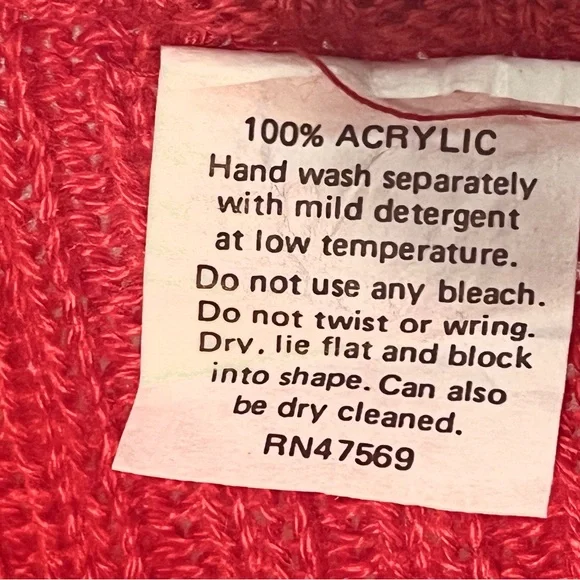 100% ACRYLIC
Hand wash separately
with mild detergent
at low temperature.
Do not use any bleach.
Do not twist or wring.
Dry. lie flat and block
into shape. Can also
be dry cleaned.
RN47569